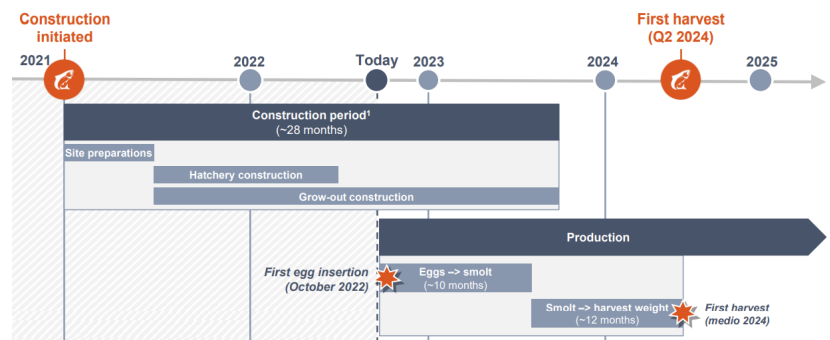 Construction
initiated
First harvest
(Q2 2024)
2021
2022
Today
2023
2024
2025
Construction period¹
(~28 months)
Site preparations
Hatchery construction
Grow-out construction
Production
First egg insertion
(October 2022)
Eggs –> smolt
(~10 months)
Smolt –> harvest weight
(~12 months)
First harvest
(medio 2024)